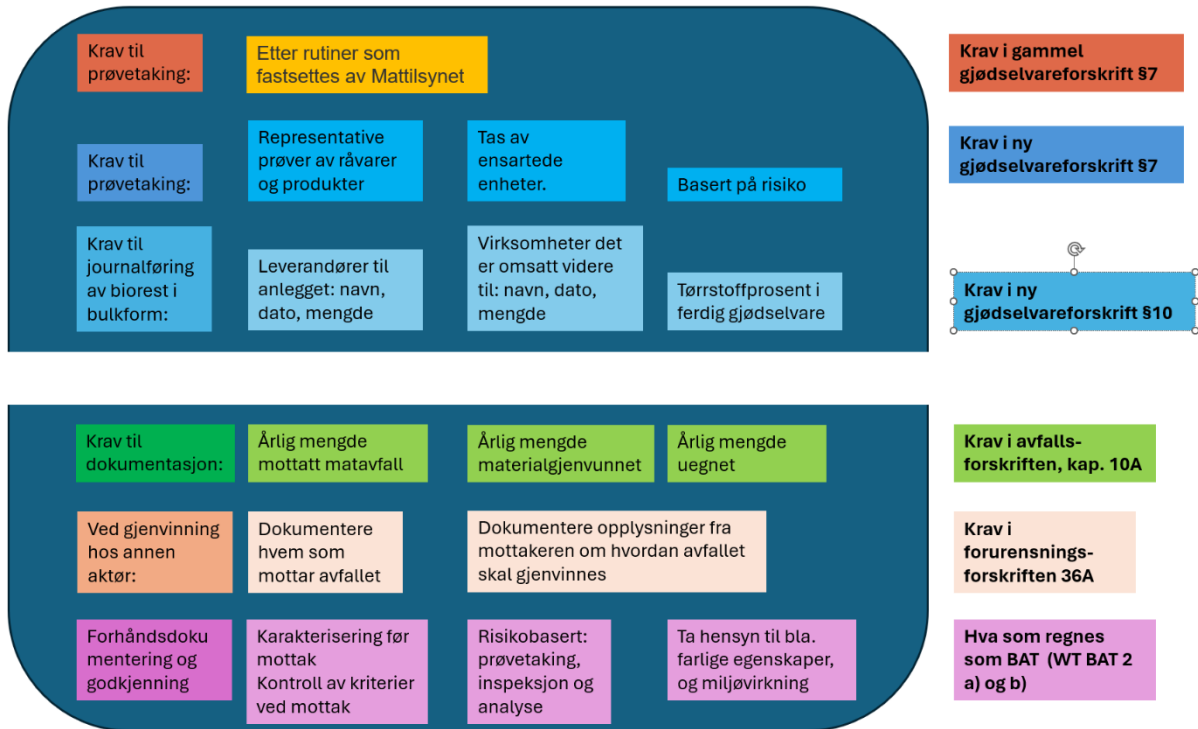 Krav til
prøvetaking:
Etter rutiner som
fastsettes av Mattilsynet
Krav i gammel
gjødselvareforskrift §7
Krav til
prøvetaking:
Representative
prøver av råvarer
og produkter
Tas av
ensartede
enheter.
Basert på risiko
Krav i ny
gjødselvareforskrift §7
Krav til
journalføring
av biorest i
bulkform:
Leverandører til
anlegget: navn,
dato, mengde
Virksomheter det
er omsatt videre
til: navn, dato,
mengde
Tørrstoffprosent i
ferdig gjødselvare
Krav i ny
gjødselvareforskrift §10
Krav til
dokumentasjon:
Årlig mengde
mottatt matavfall
Årlig mengde
materialgjenvunnet
Årlig mengde
uegnet
Krav i avfalls-
forskriften, kap. 10A
Ved gjenvinning
hos annen
aktør:
Dokumentere
hvem som
mottar avfallet
Dokumentere opplysninger fra
mottakeren om hvordan avfallet
skal gjenvinnes
Krav i
forurensnings-
forskriften 36A
Forhåndsdoku
mentering og
godkjenning
Karakterisering før
mottak
Kontroll av kriterier
ved mottak
Risikobasert:
prøvetaking,
inspeksjon og
analyse
Ta hensyn til bla.
farlige egenskaper,
og miljøvirkning
Hva som regnes
som BAT (WT BAT 2
a) og b)